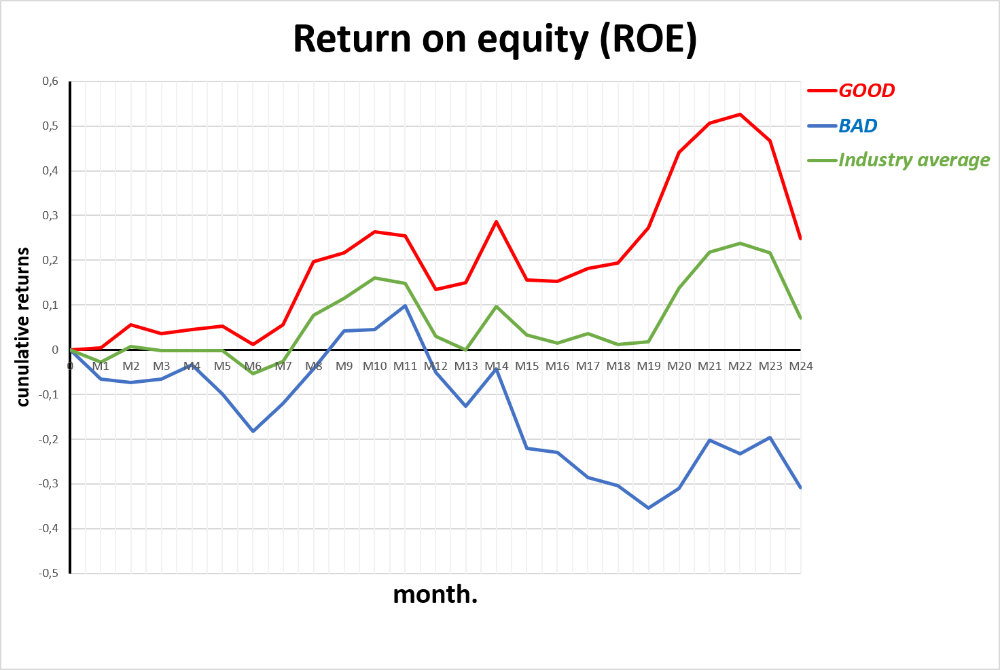 Return on equity (ROE)
0,6
0,5
0,4
0,3
0,2
0,1
0
-0,1
-0,2
-0,3
-0,4
-0,5
cunulative returns
0 M1 M2 M3 M4 M5 M6 M7 M8 M9 M10 M11 M12 M13 M14 M15 M16 M17 M18 M19 M20 M21 M22 M23 M24
month.
GOOD
BAD
Industry average